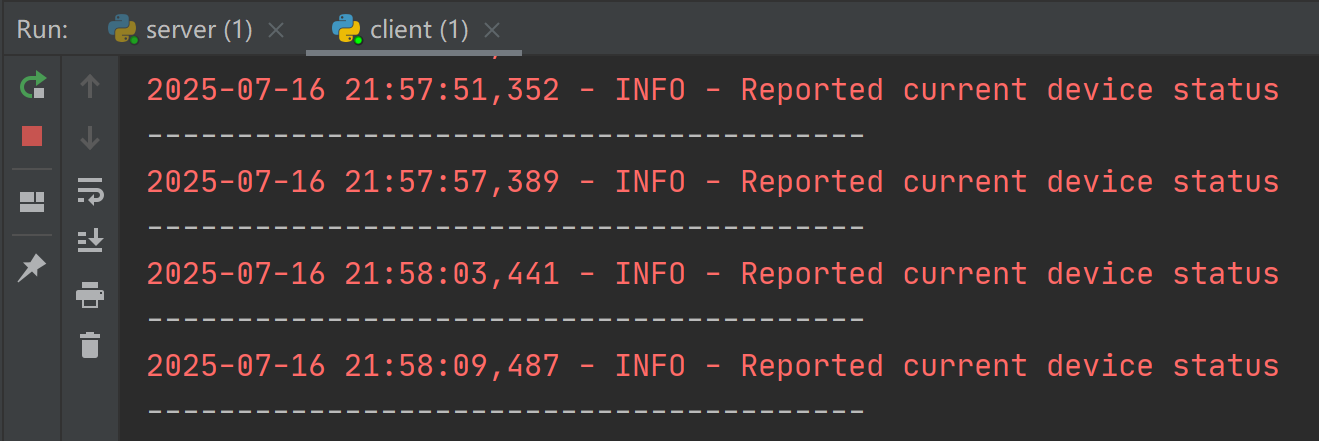 Run: server (1) client (1)
2025-07-16 21:57:51,352 - INFO - Reported current device status
----------------------------------------
2025-07-16 21:57:57,389 - INFO - Reported current device status
----------------------------------------
2025-07-16 21:58:03,441 - INFO - Reported current device status
----------------------------------------
2025-07-16 21:58:09,487 - INFO - Reported current device status
----------------------------------------